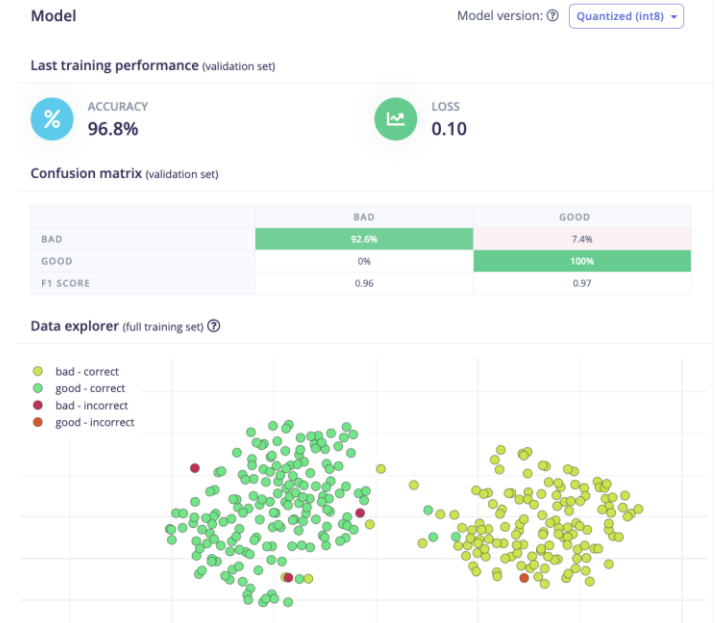 Model
Model version: ? Quantized (int8)
Last training performance (validation set)
% ACCURACY
96.8%
LOSS
0.10
Confusion matrix (validation set)
BAD GOOD
BAD 92.6% 7.4%
GOOD 0% 100%
F1 SCORE 0.96 0.97
Data explorer (full training set) ?
bad - correct
good - correct
bad - incorrect
good - incorrect